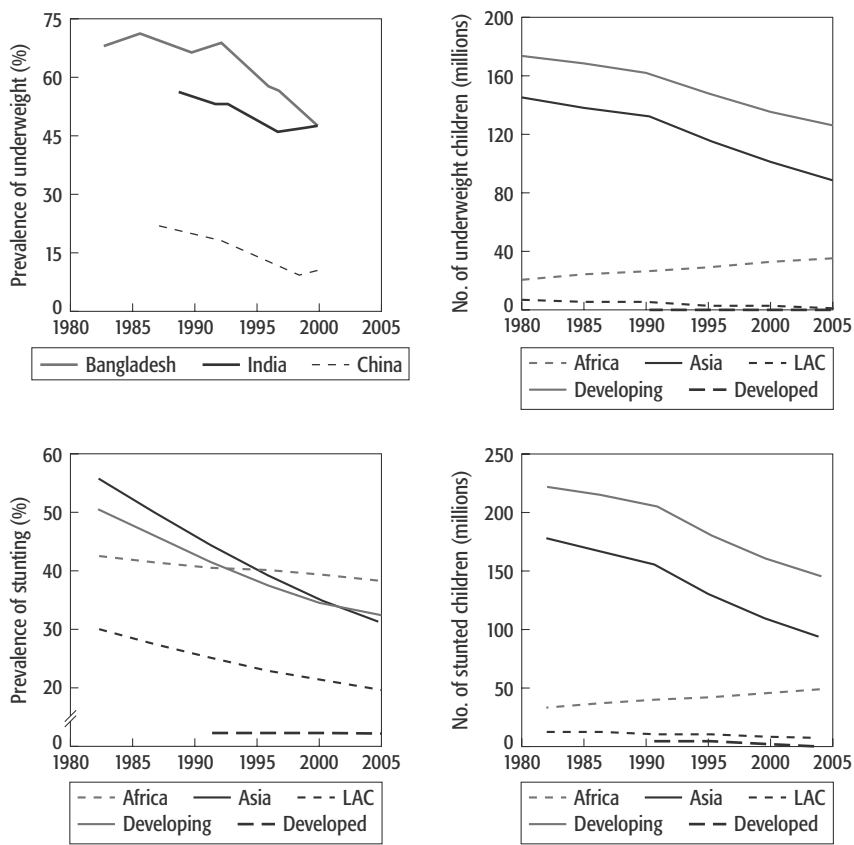 Prevalence of underweight (%)
75
60
45
30
15
0
1980 1985 1990 1995 2000 2005
Bangladesh India China
No. of underweight children (millions)
200
160
120
80
40
0
1980 1985 1990 1995 2000 2005
Africa Asia LAC
Developing Developed
Prevalence of stunting (%)
60
50
40
30
20
0
1980 1985 1990 1995 2000 2005
Africa Asia LAC
Developing Developed
No. of stunted children (millions)
250
200
150
100
50
0
1980 1985 1990 1995 2000 2005
Africa Asia LAC
Developing Developed